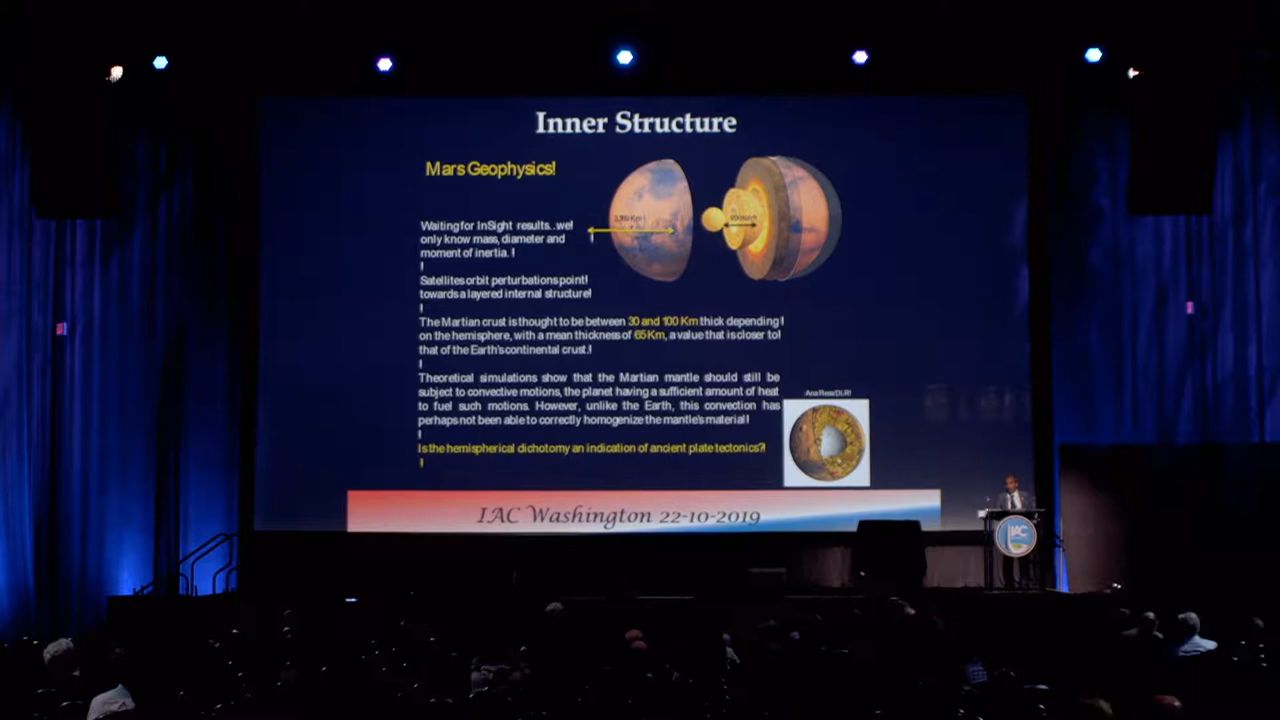 Inner Structure
Mars Geophysics!
Waiting for InSight results...we!
only know mass, diameter and
moment of inertia. !
!
Satellites orbit perturbations point!
towards a layered internal structure!
!
The Martian crust is thought to be between 30 and 100 Km thick depending !
on the hemisphere, with a mean thickness of 65 Km, a value that is closer to!
that of the Earth's continental crust.!
!
Theoretical simulations show that the Martian mantle should still be
subject to convective motions, the planet having a sufficient amount of heat
to fuel such motions. However, unlike the Earth, this convection has
perhaps not been able to correctly homogenize the mantle's material!
!
Is the hemispherical dichotomy an indication of ancient plate tectonics?!
!
IAC Washington 22-10-2019
IAC